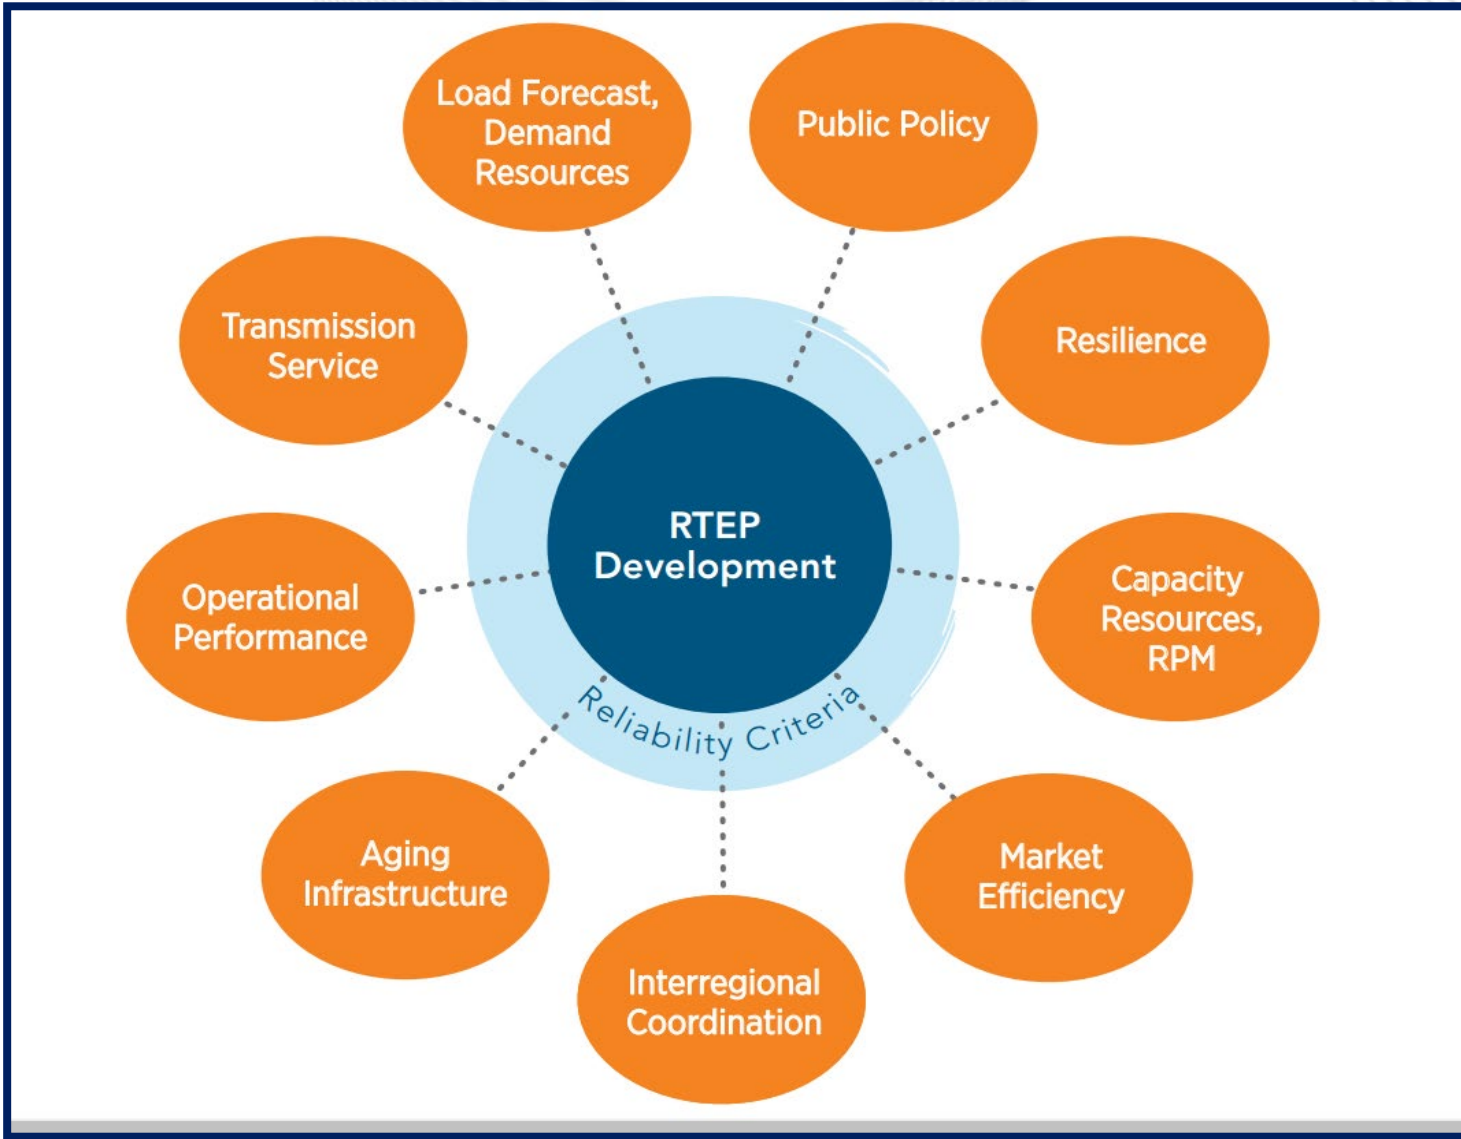 Load Forecast,
Demand
Resources
Public Policy
Transmission
Service
Resilience
RTEP
Development
Operational
Performance
Capacity
Resources,
RPM
Reliability Criteria
Aging
Infrastructure
Market
Efficiency
Interregional
Coordination